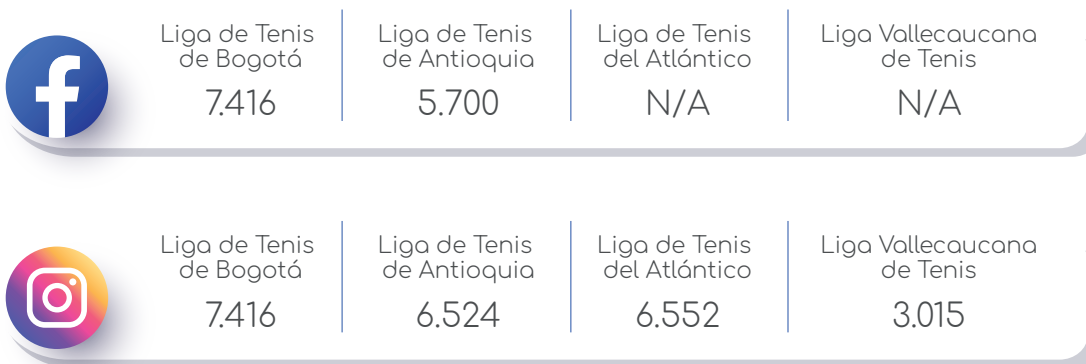 Liga de Tenis
de Bogotá
7.416
Liga de Tenis
de Antioquia
5.700
Liga de Tenis
del Atlántico
N/A
Liga Vallecaucana
de Tenis
N/A
Liga de Tenis
de Bogotá
7.416
Liga de Tenis
de Antioquia
6.524
Liga de Tenis
del Atlántico
6.552
Liga Vallecaucana
de Tenis
3.015